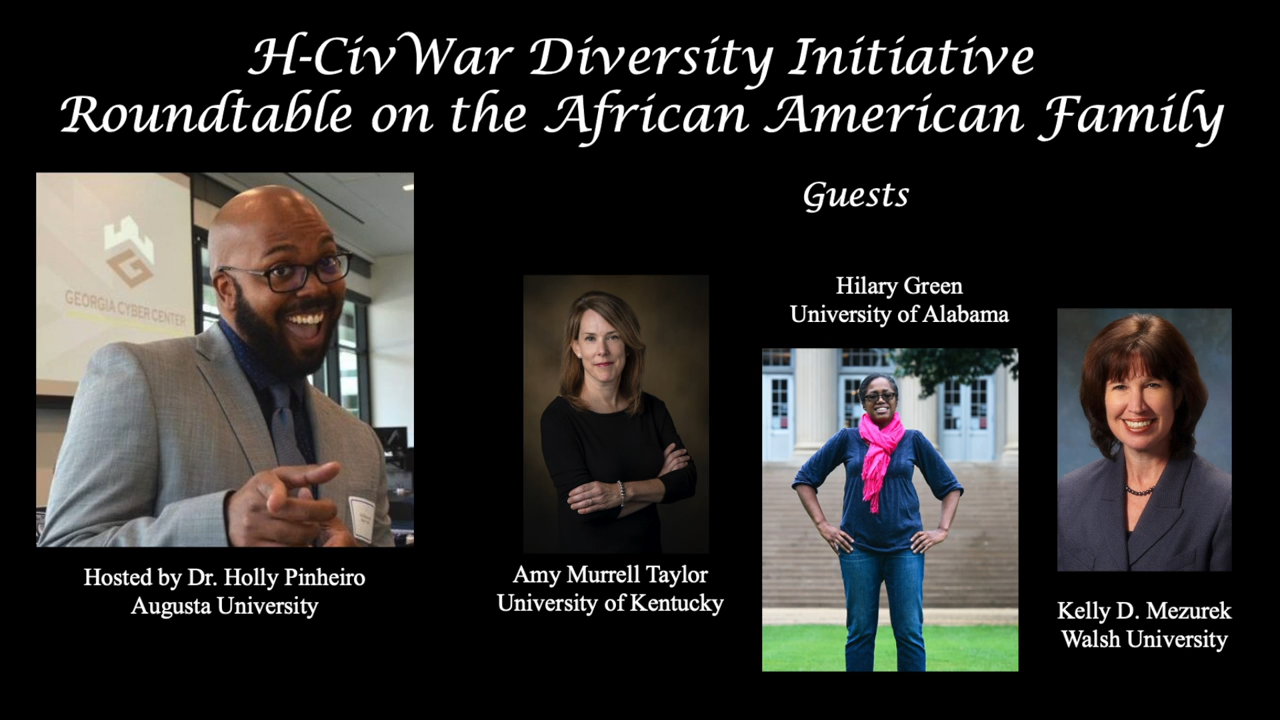 H-CivWar Diversity Initiative
Roundtable on the African American Family
Guests
GEORGIA CYBER CENTER
Hosted by Dr. Holly Pinheiro
Augusta University
Amy Murrell Taylor
University of Kentucky
Hilary Green
University of Alabama
Kelly D. Mezurek
Walsh University